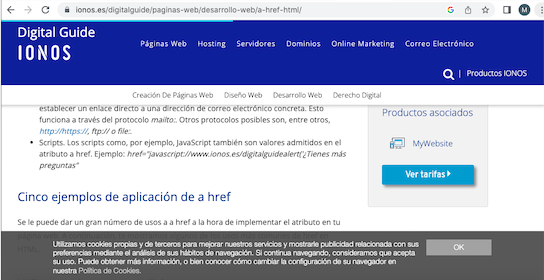 ionos.es/digitalguide/paginas-web/desarrollo-web/a-href-html/
M
Digital Guide
IONOS
Páginas Web Hosting Servidores Dominios Online Marketing Correo Electrónico
Productos IONOS
Creación De Páginas Web Diseño Web Desarrollo Web Derecho Digital
establecer un enlace directo a una dirección de correo electrónico concreta. Esto
funciona a través del protocolo mailto:. Otros protocolos posibles son, entre otros,
http://https://, ftp:// o file:.
Scripts. Los scripts como, por ejemplo, JavaScript también son valores admitidos en el
atributo a href. Ejemplo: href="javascript://www.ionos.es/digitalguidealert('¿Tienes más
preguntas"
Productos asociados
MyWebsite
Ver tarifas
Cinco ejemplos de aplicación de a href
Se le puede dar un gran número de usos a a href a la hora de implementar el atributo en tu
Utilizamos cookies propias y de terceros para mejorar nuestros servicios y mostrarle publicidad relacionada con sus
preferencias mediante el análisis de sus hábitos de navegación. Si continua navegando, consideramos que acepta
su uso. Puede obtener más información, o bien conocer cómo cambiar la configuración de su navegador en
nuestra Política de Cookies.
OK